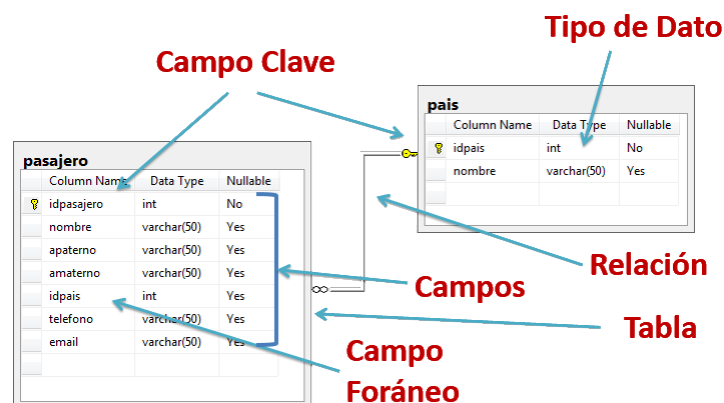 Tipo de Dato
Campo Clave
pais
Column Name Data Type Nullable
idpais int No
nombre varchar(50) Yes
pasajero
Column Name Data Type Nullable
idpasajero int No
nombre varchar(50) Yes
apaterno varchar(50) Yes
amaterno varchar(50) Yes
idpais int Yes
telefono varchar(50) Yes
email varchar(50) Yes
Relación
Campos
Tabla
Campo
Foráneo